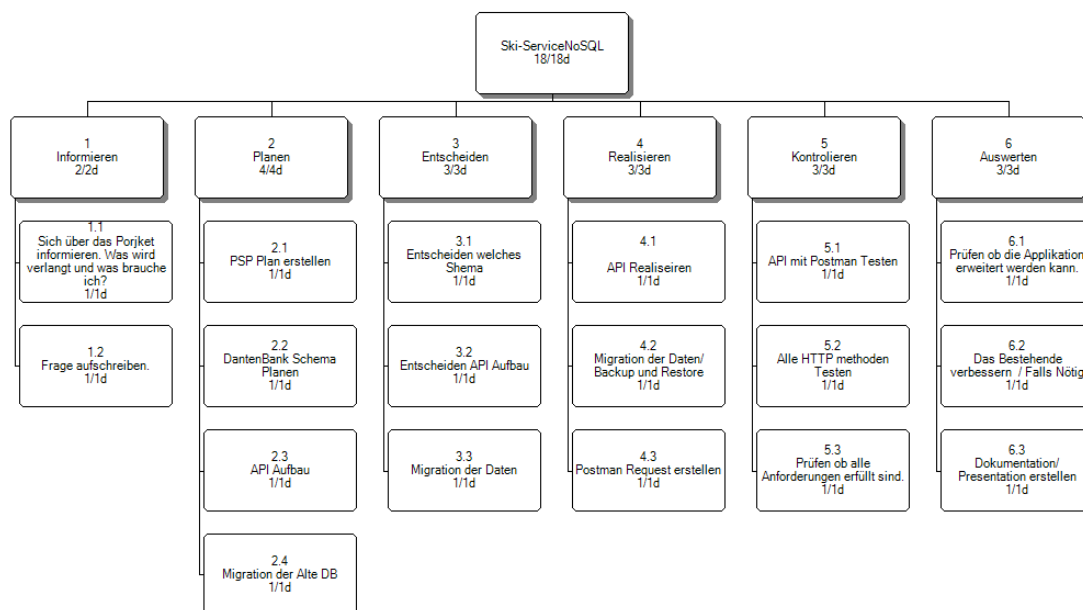 Ski-ServiceNoSQL
18/18d
1
Informieren
2/2d
1.1
Sich über das Porjket
informieren. Was wird
verlangt und was brauche
ich?
1/1d
1.2
Frage aufschreiben.
1/1d
2
Planen
4/4d
2.1
PSP Plan erstellen
1/1d
2.2
DantenBank Schema
Planen
1/1d
2.3
API Aufbau
1/1d
2.4
Migration der Alte DB
1/1d
3
Entscheiden
3/3d
3.1
Entscheiden welches
Shema
1/1d
3.2
Entscheiden API Aufbau
1/1d
3.3
Migration der Daten
1/1d
4
Realisieren
3/3d
4.1
API Realiseiren
1/1d
4.2
Migration der Daten/
Backup und Restore
1/1d
4.3
Postman Request erstellen
1/1d
5
Kontrolieren
3/3d
5.1
API mit Postman Testen
1/1d
5.2
Alle HTTP methoden
Testen
1/1d
5.3
Prüfen ob alle
Anforderungen erfüllt sind.
1/1d
6
Auswerten
3/3d
6.1
Prüfen ob die Applikation
erweitert werden kann.
1/1d
6.2
Das Bestehende
verbessern / Falls Nötig
1/1d
6.3
Dokumentation/
Presentation erstellen
1/1d